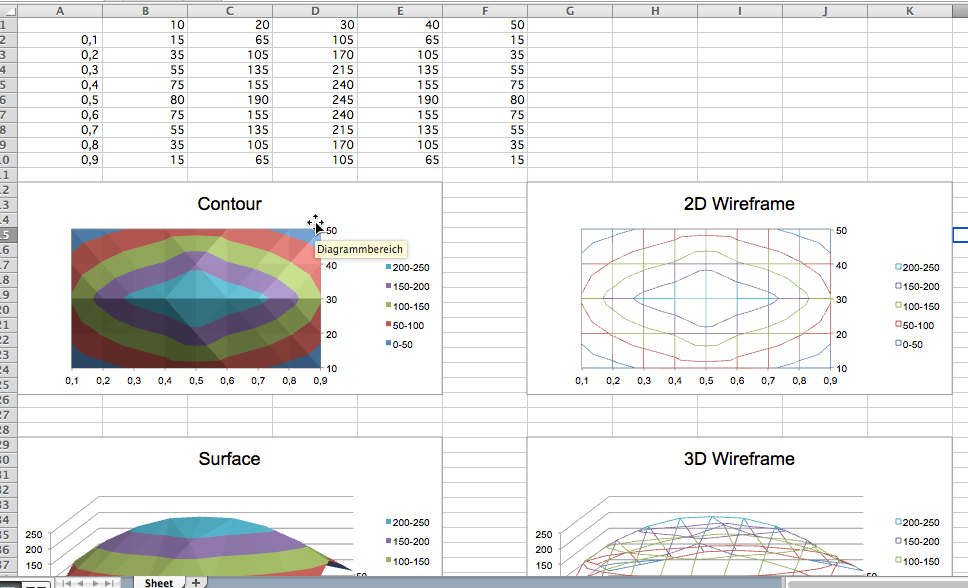 A B C D E F G H I J K
1 10 20 30 40 50
2 0,1 15 65 105 65 15
3 0,2 35 105 170 105 35
4 0,3 55 135 215 135 55
5 0,4 75 155 240 155 75
6 0,5 80 190 245 190 80
7 0,6 75 155 240 155 75
8 0,7 55 135 215 135 55
9 0,8 35 105 170 105 35
10 0,9 15 65 105 65 15
Contour
Diagrammbereich
50
40
30
20
10
200-250
150-200
100-150
50-100
0-50
0,1 0,2 0,3 0,4 0,5 0,6 0,7 0,8 0,9
2D Wireframe
50
40
30
20
10
200-250
150-200
100-150
50-100
0-50
0,1 0,2 0,3 0,4 0,5 0,6 0,7 0,8 0,9
Surface
250
200
150
200-250
150-200
100-150
3D Wireframe
250
200
150
200-250
150-200
100-150
Sheet +